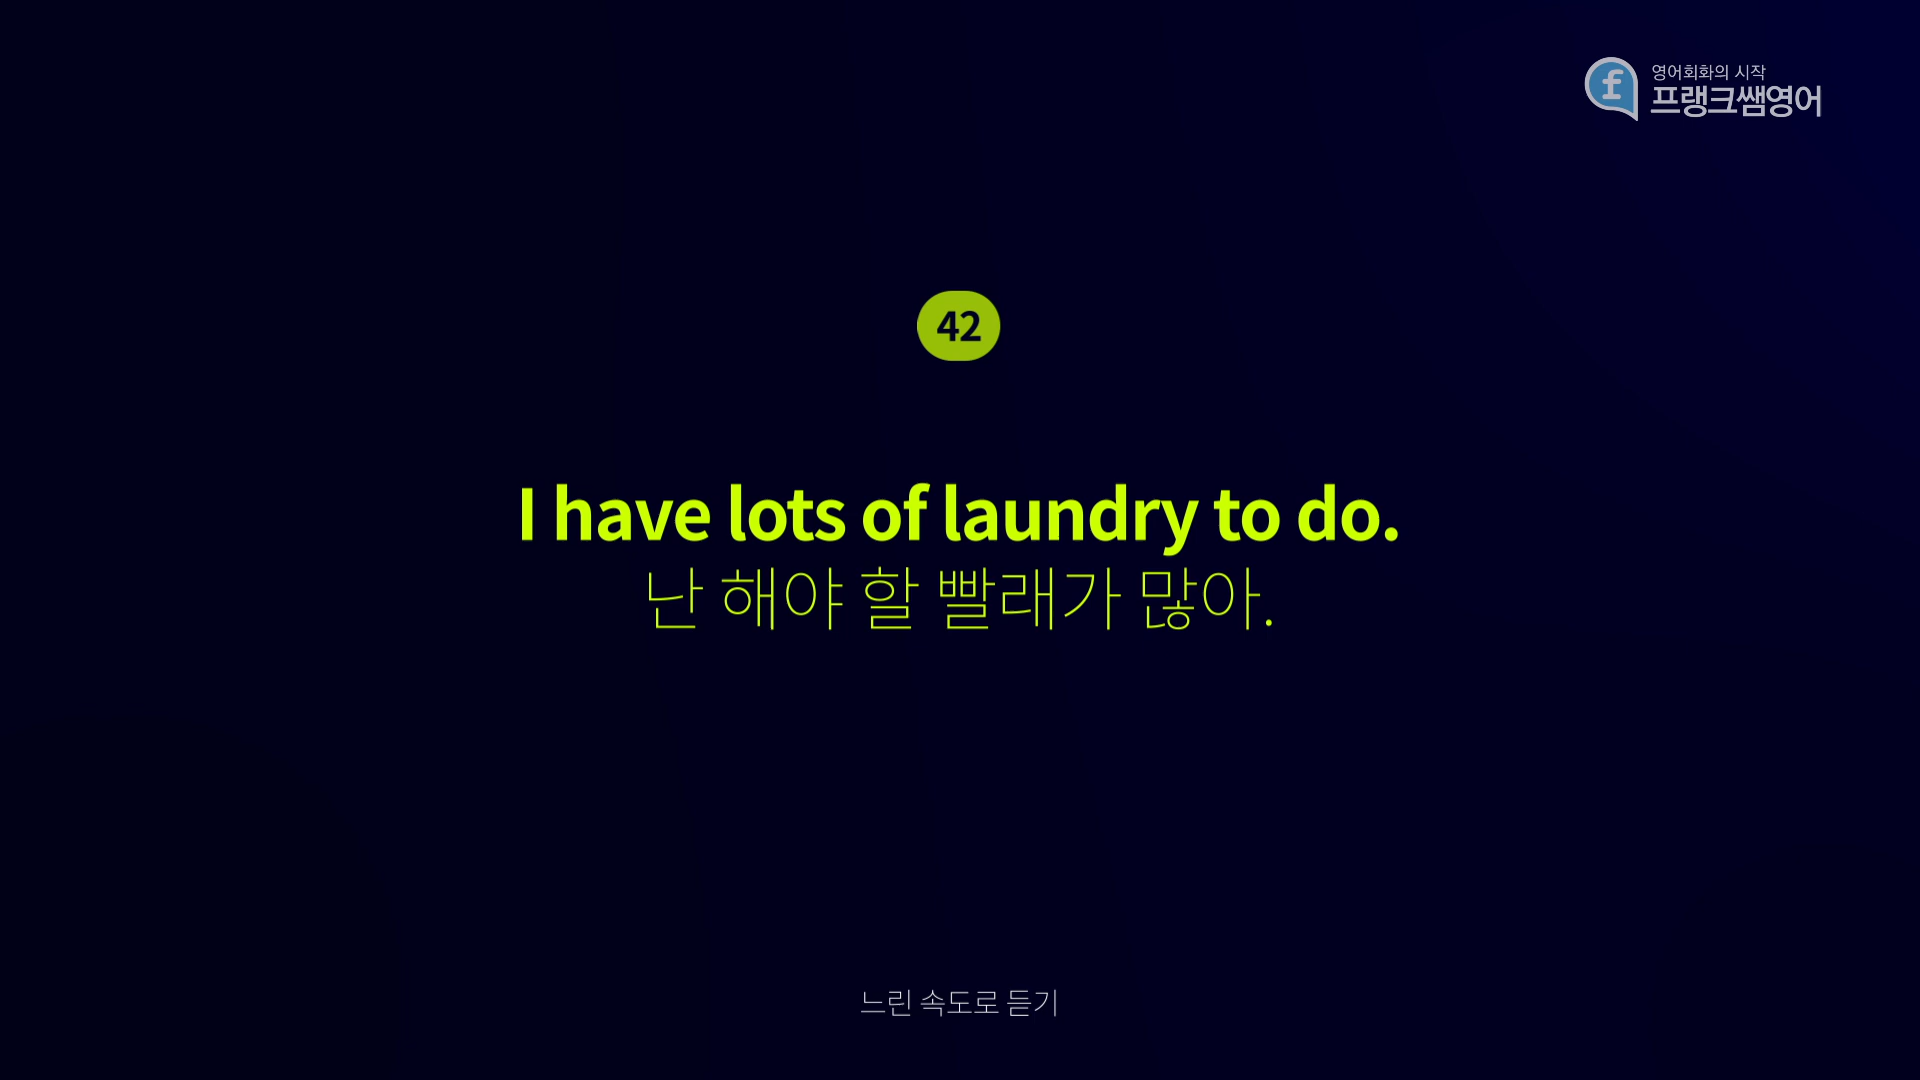 f
영어회화의 시작
프랭크쌤영어
42
I have lots of laundry to do.
난 해야 할 빨래가 많아.
느린 속도로 듣기